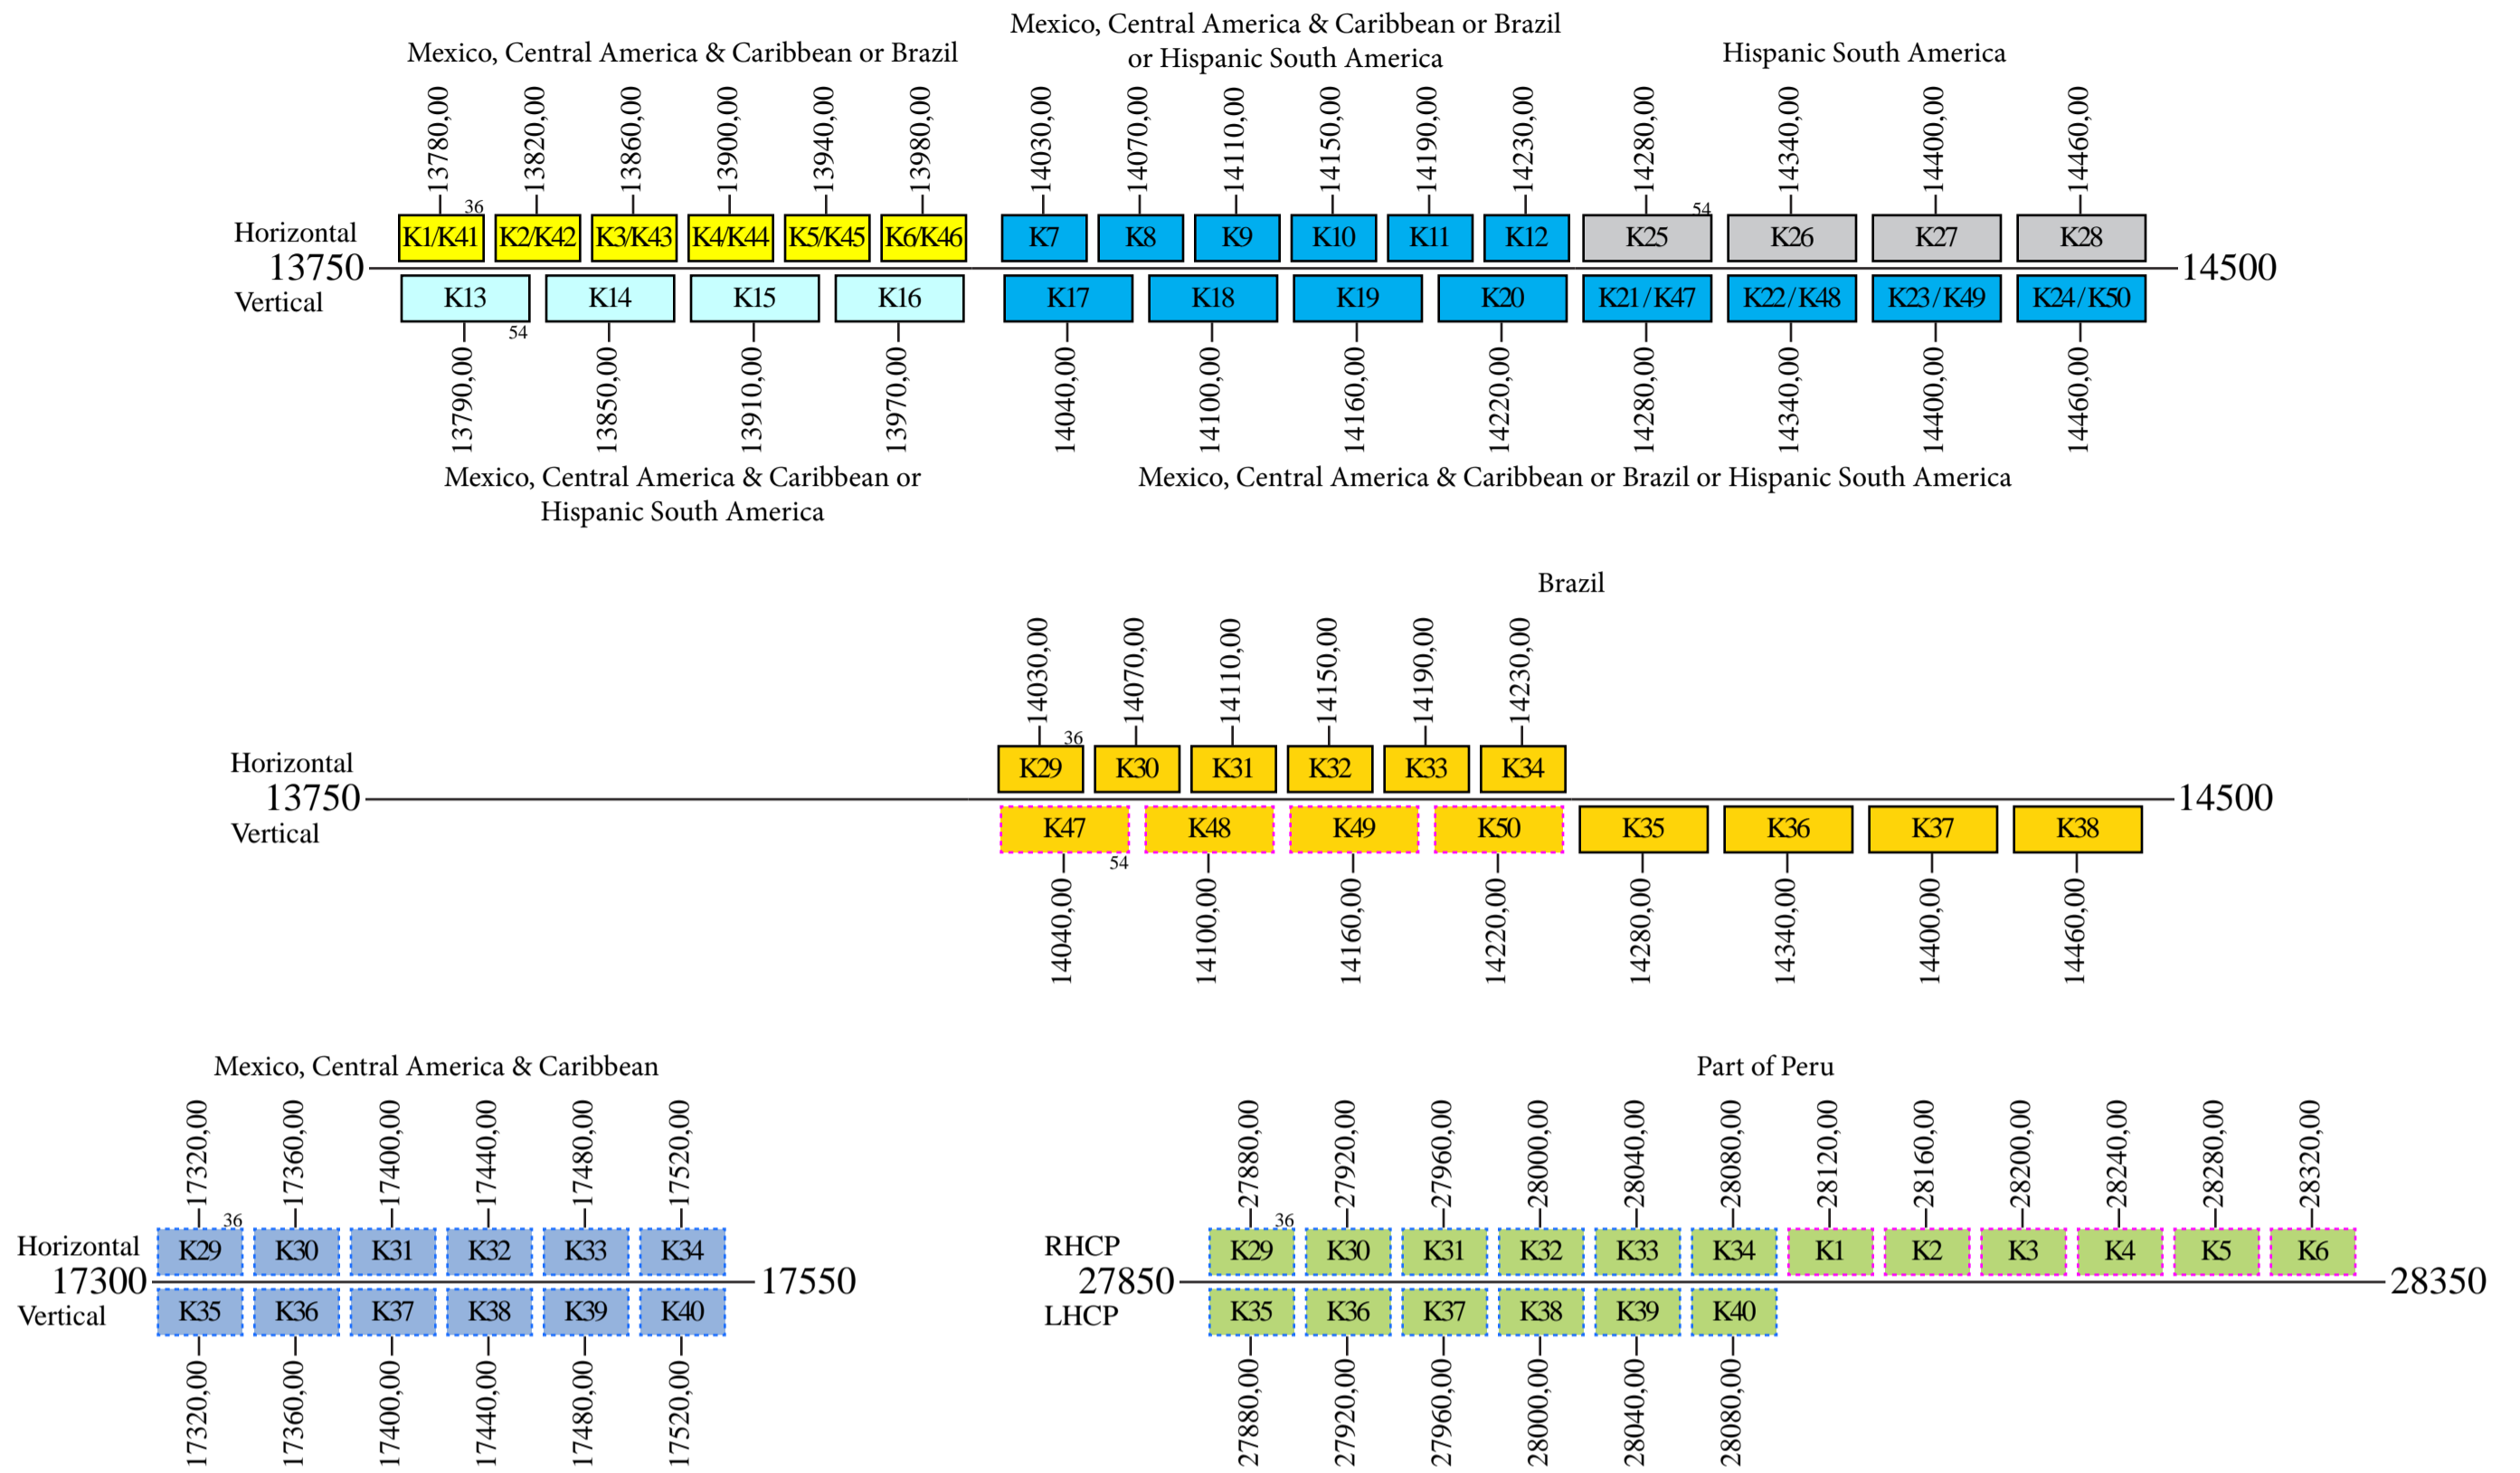 Mexico, Central America & Caribbean or Brazil
Mexico, Central America & Caribbean or Brazil
or Hispanic South America
Hispanic South America
13780,00 13820,00 13860,00 13900,00 13940,00 13980,00 14030,00 14070,00 14110,00 14150,00 14190,00 14230,00 14280,00 14340,00 14400,00 14460,00
36 54
Horizontal K1/K41 K2/K42 K3/K43 K4/K44 K5/K45 K6/K46 K7 K8 K9 K10 K11 K12 K25 K26 K27 K28
13750 14500
Vertical K13 K14 K15 K16 K17 K18 K19 K20 K21/K47 K22/K48 K23/K49 K24/K50
54
13790,00 13850,00 13910,00 13970,00 14040,00 14100,00 14160,00 14220,00 14280,00 14340,00 14400,00 14460,00
Mexico, Central America & Caribbean or
Hispanic South America
Mexico, Central America & Caribbean or Brazil or Hispanic South America
Brazil
14030,00 14070,00 14110,00 14150,00 14190,00 14230,00
36
Horizontal K29 K30 K31 K32 K33 K34
13750 14500
Vertical K47 K48 K49 K50 K35 K36 K37 K38
54
14040,00 14100,00 14160,00 14220,00 14280,00 14340,00 14400,00 14460,00
Mexico, Central America & Caribbean
17320,00 17360,00 17400,00 17440,00 17480,00 17520,00
36
Horizontal K29 K30 K31 K32 K33 K34
17300 17550
Vertical K35 K36 K37 K38 K39 K40
17320,00 17360,00 17400,00 17440,00 17480,00 17520,00
Part of Peru
27880,00 27920,00 27960,00 28000,00 28040,00 28080,00 28120,00 28160,00 28200,00 28240,00 28280,00 28320,00
36
RHCP K29 K30 K31 K32 K33 K34 K1 K2 K3 K4 K5 K6
27850 28350
LHCP K35 K36 K37 K38 K39 K40
27880,00 27920,00 27960,00 28000,00 28040,00 28080,00